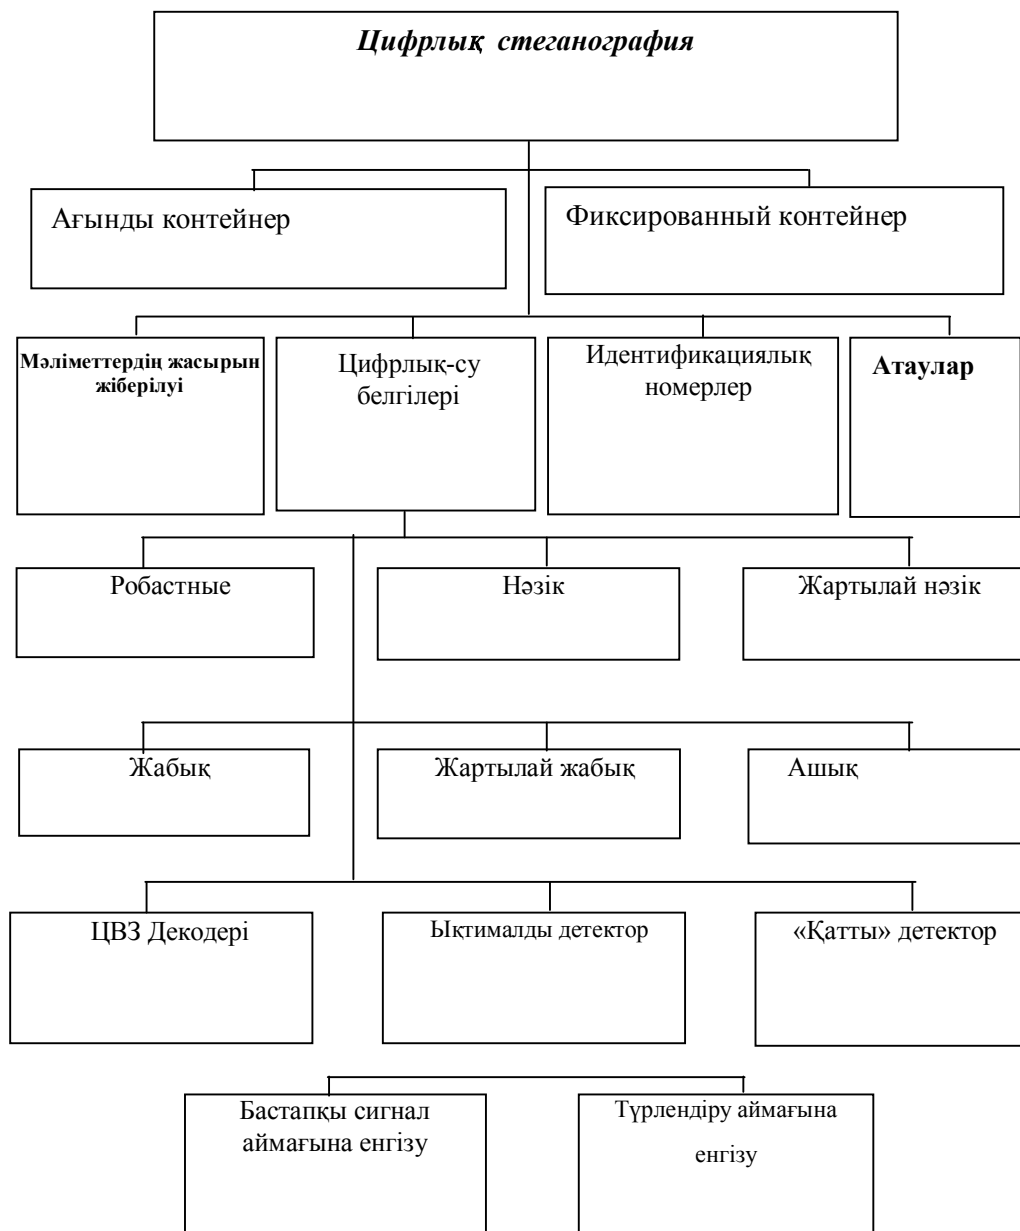 Цифрлық стеганография
Ағынды контейнер
Фиксированный контейнер
Мәліметтердің жасырын
жіберілуі
Цифрлық-су
белгілері
Идентификациялық
номерлер
Атаулар
Робастные
Нәзік
Жартылай нәзік
Жабық
Жартылай жабық
Ашық
ЦВЗ Декодері
Ықтималды детектор
«Қатты» детектор
Бастапқы сигнал
аймағына енгізу
Түрлендіру аймағына
енгізу